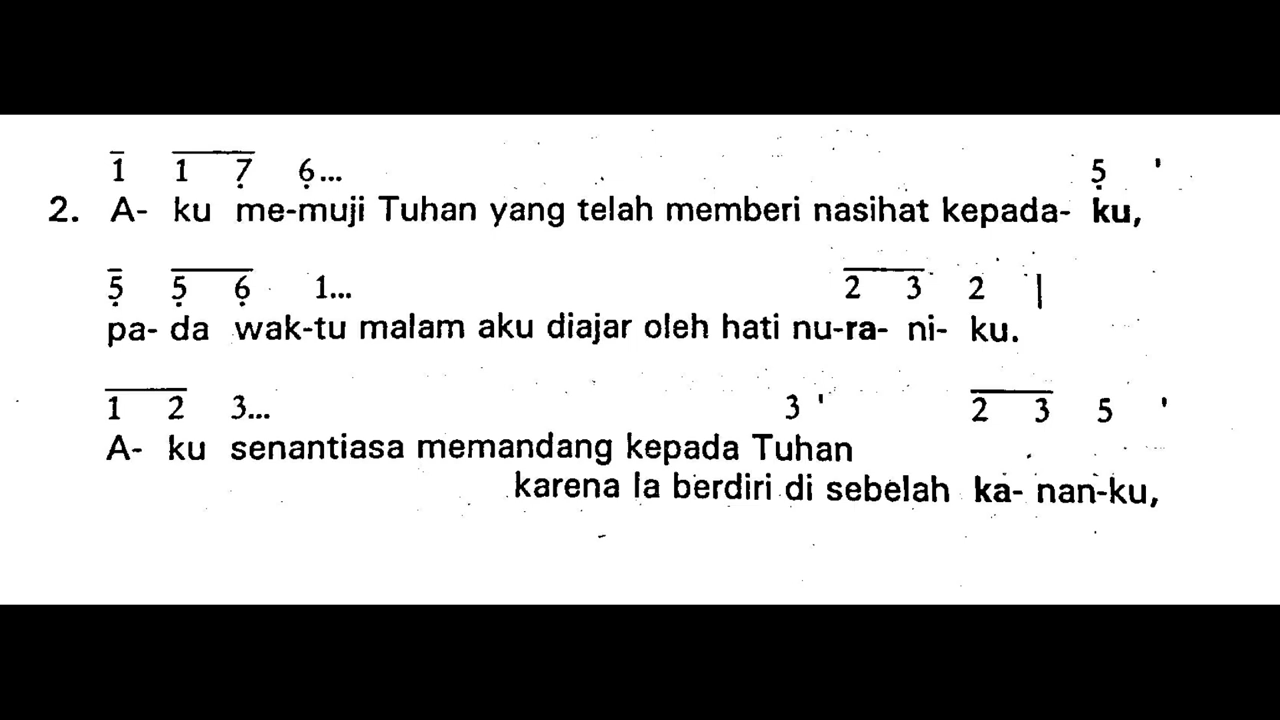 1̅ 1̅ 7̣̅ 6̣... 5̣ '
2. A- ku me-muji Tuhan yang telah memberi nasihat kepada- ku,
5̣̅ 5̣̅ 6̣̅ 1... 2̅ 3̅ 2 |
pa- da wak-tu malam aku diajar oleh hati nu-ra- ni- ku.
1̅ 2̅ 3... 3 ' 2̅ 3̅ 5 '
A- ku senantiasa memandang kepada Tuhan
karena Ia berdiri di sebelah ka- nan-ku,